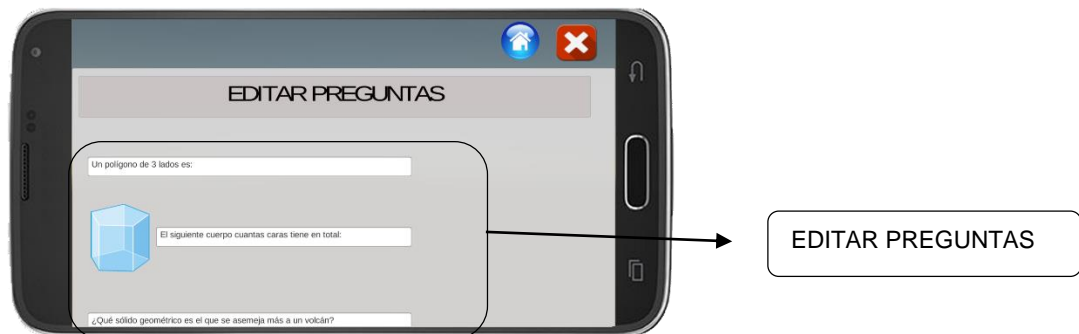 EDITAR PREGUNTAS
Un polígono de 3 lados es:
El siguiente cuerpo cuantas caras tiene en total:
EDITAR PREGUNTAS
¿Qué sólido geométrico es el que se asemeja más a un volcán?